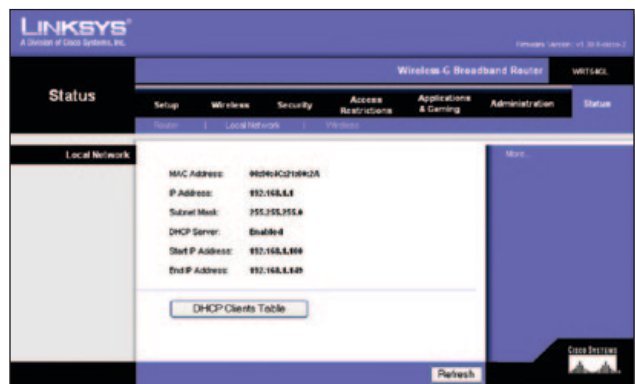 LINKSYS®
A Division of Cisco Systems, Inc.
Firmware Version:
Wireless-G Broadband Router WRT54GL
Status
Setup Wireless Security Access Restrictions Applications & Gaming Administration Status
Router | Local Network | Wireless
Local Network
More...
MAC Address:
IP Address: 192.168.1.1
Subnet Mask: 255.255.255.0
DHCP Server: Enabled
Start IP Address: 192.168.1.100
End IP Address: 192.168.1.149
DHCP Clients Table
Refresh
CISCO SYSTEMS